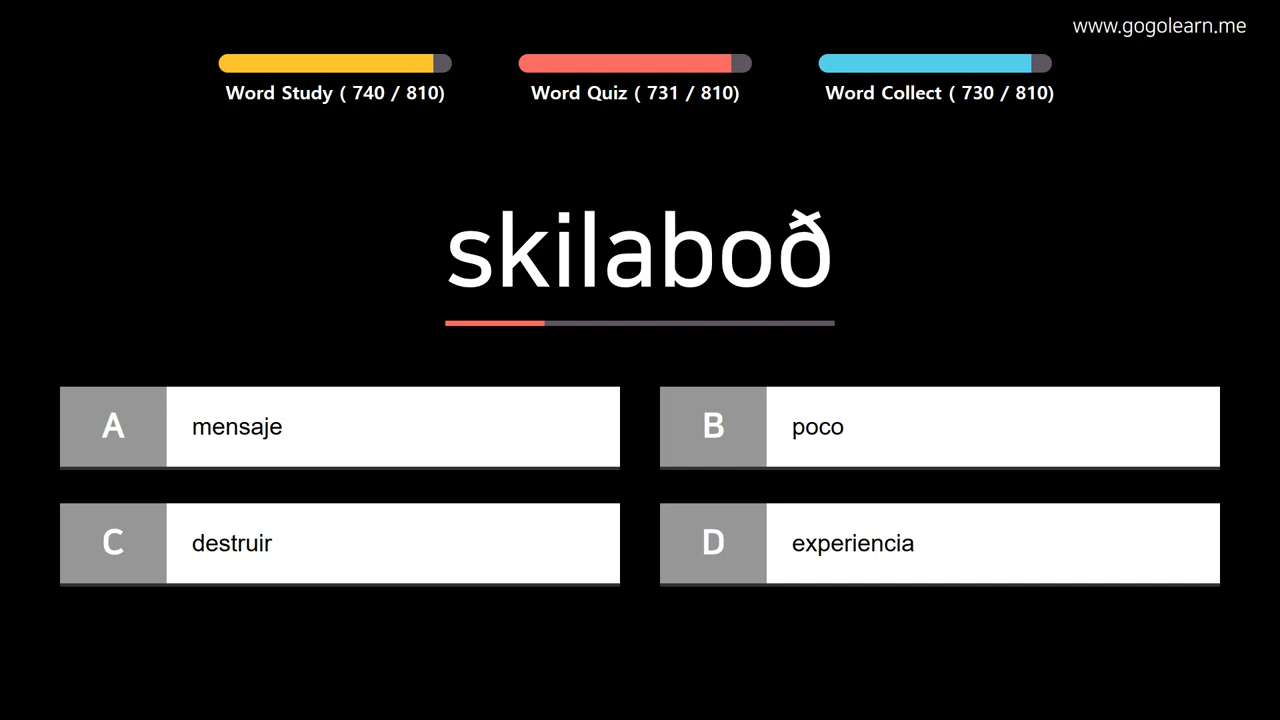 www.gogolearn.me
Word Study ( 740 / 810)
Word Quiz ( 731 / 810)
Word Collect ( 730 / 810)
skilaboð
A mensaje
B poco
C destruir
D experiencia